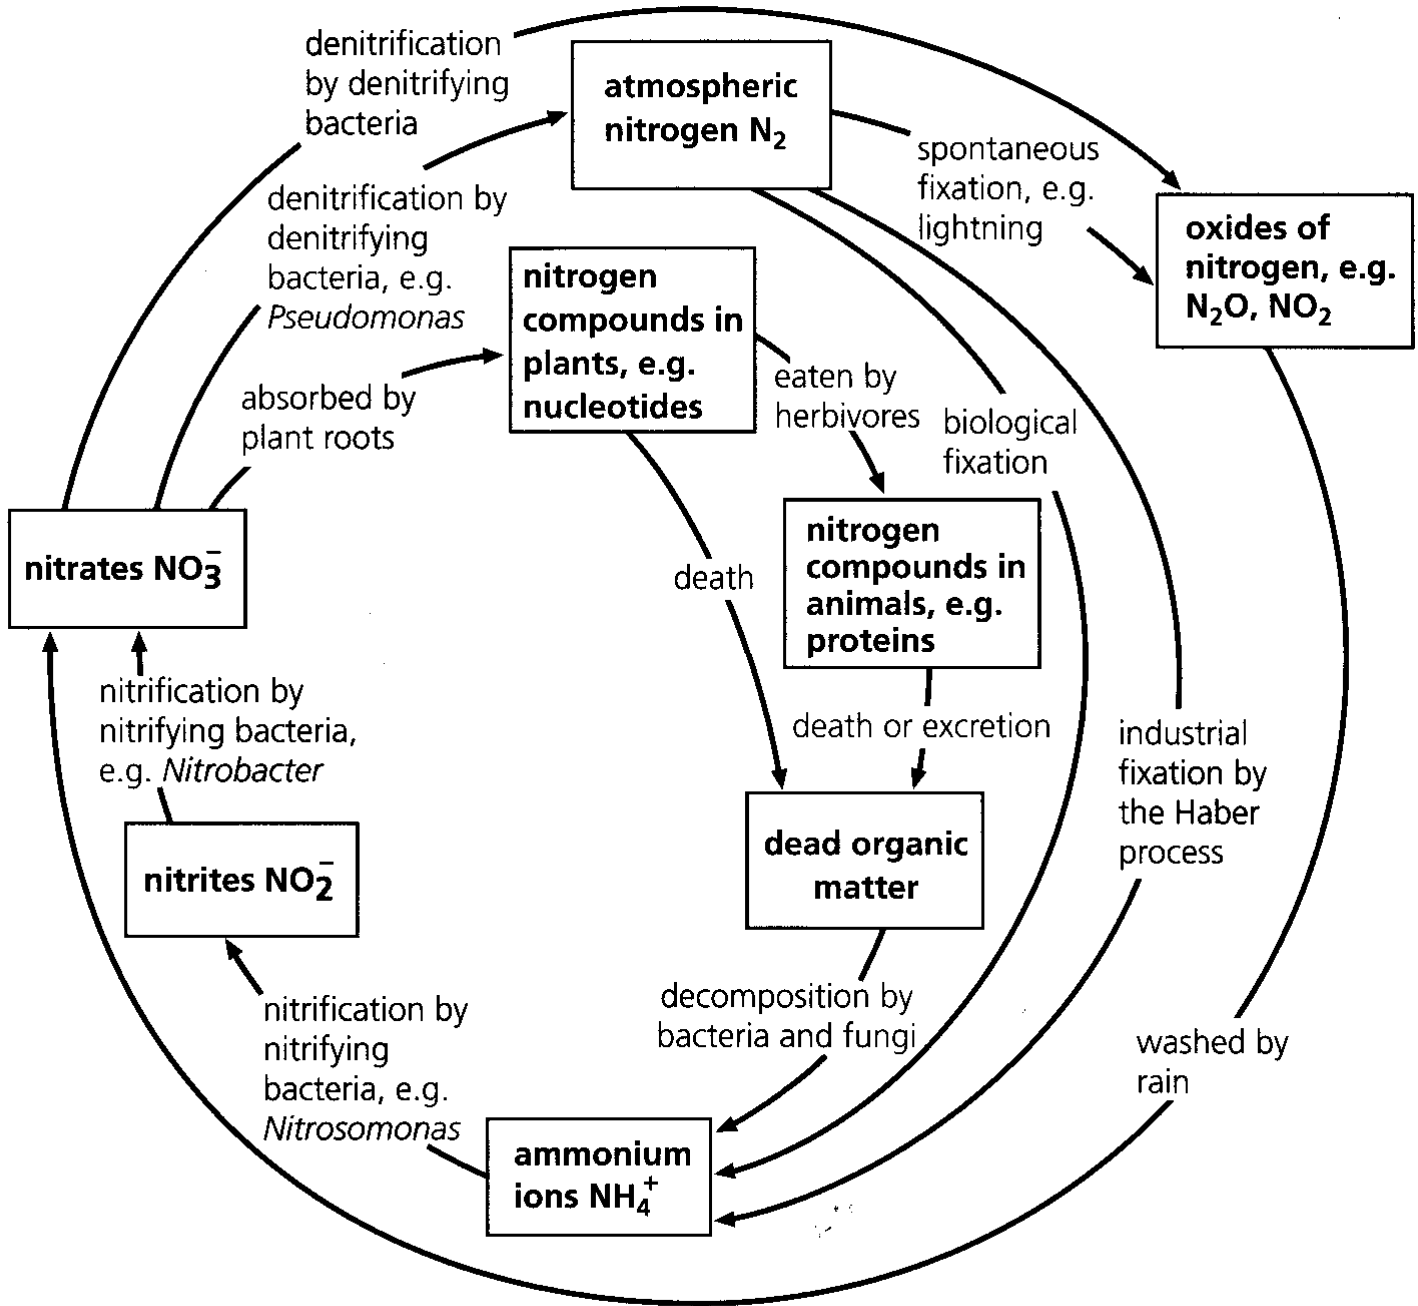 denitrification
by denitrifying
bacteria
atmospheric
nitrogen N₂
spontaneous
fixation, e.g.
lightning
oxides of
nitrogen, e.g.
N₂O, NO₂
denitrification by
denitrifying
bacteria, e.g.
Pseudomonas
nitrogen
compounds in
plants, e.g.
nucleotides
absorbed by
plant roots
eaten by
herbivores
biological
fixation
nitrates NO₃⁻
death
nitrogen
compounds in
animals, e.g.
proteins
nitrification by
nitrifying bacteria,
e.g. Nitrobacter
death or excretion
industrial
fixation by
the Haber
process
nitrites NO₂⁻
dead organic
matter
nitrification by
nitrifying
bacteria, e.g.
Nitrosomonas
decomposition by
bacteria and fungi
washed by
rain
ammonium
ions NH₄⁺